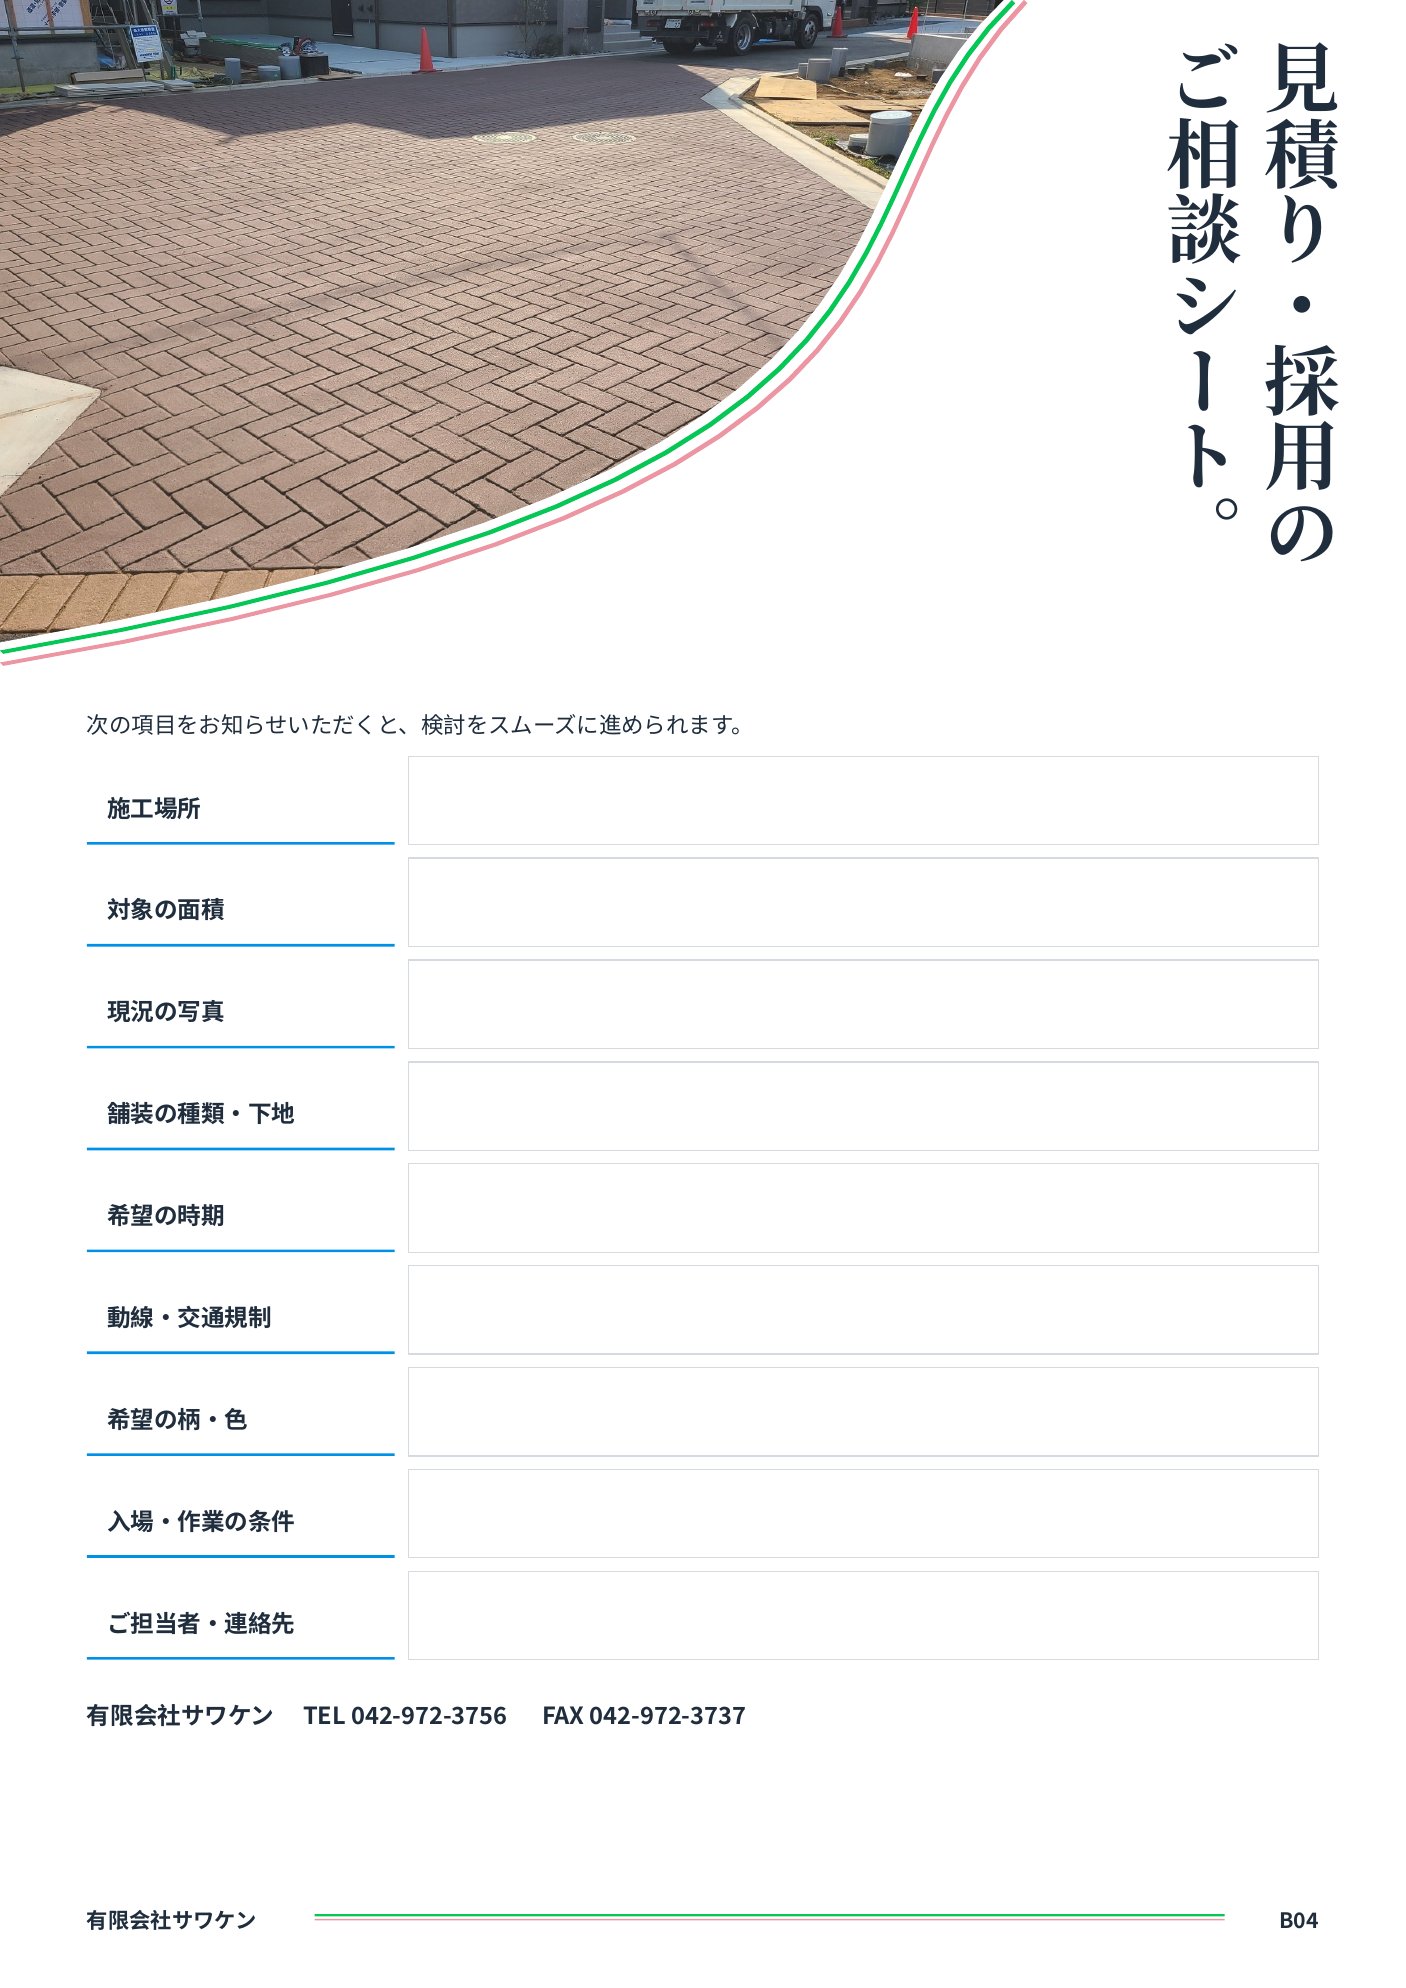 見積り・採用の
ご相談シート。
次の項目をお知らせいただくと、検討をスムーズに進められます。
施工場所
対象の面積
現況の写真
舗装の種類・下地
希望の時期
動線・交通規制
希望の柄・色
入場・作業の条件
ご担当者・連絡先
有限会社サワケン TEL 042-972-3756 FAX 042-972-3737
有限会社サワケン
B04